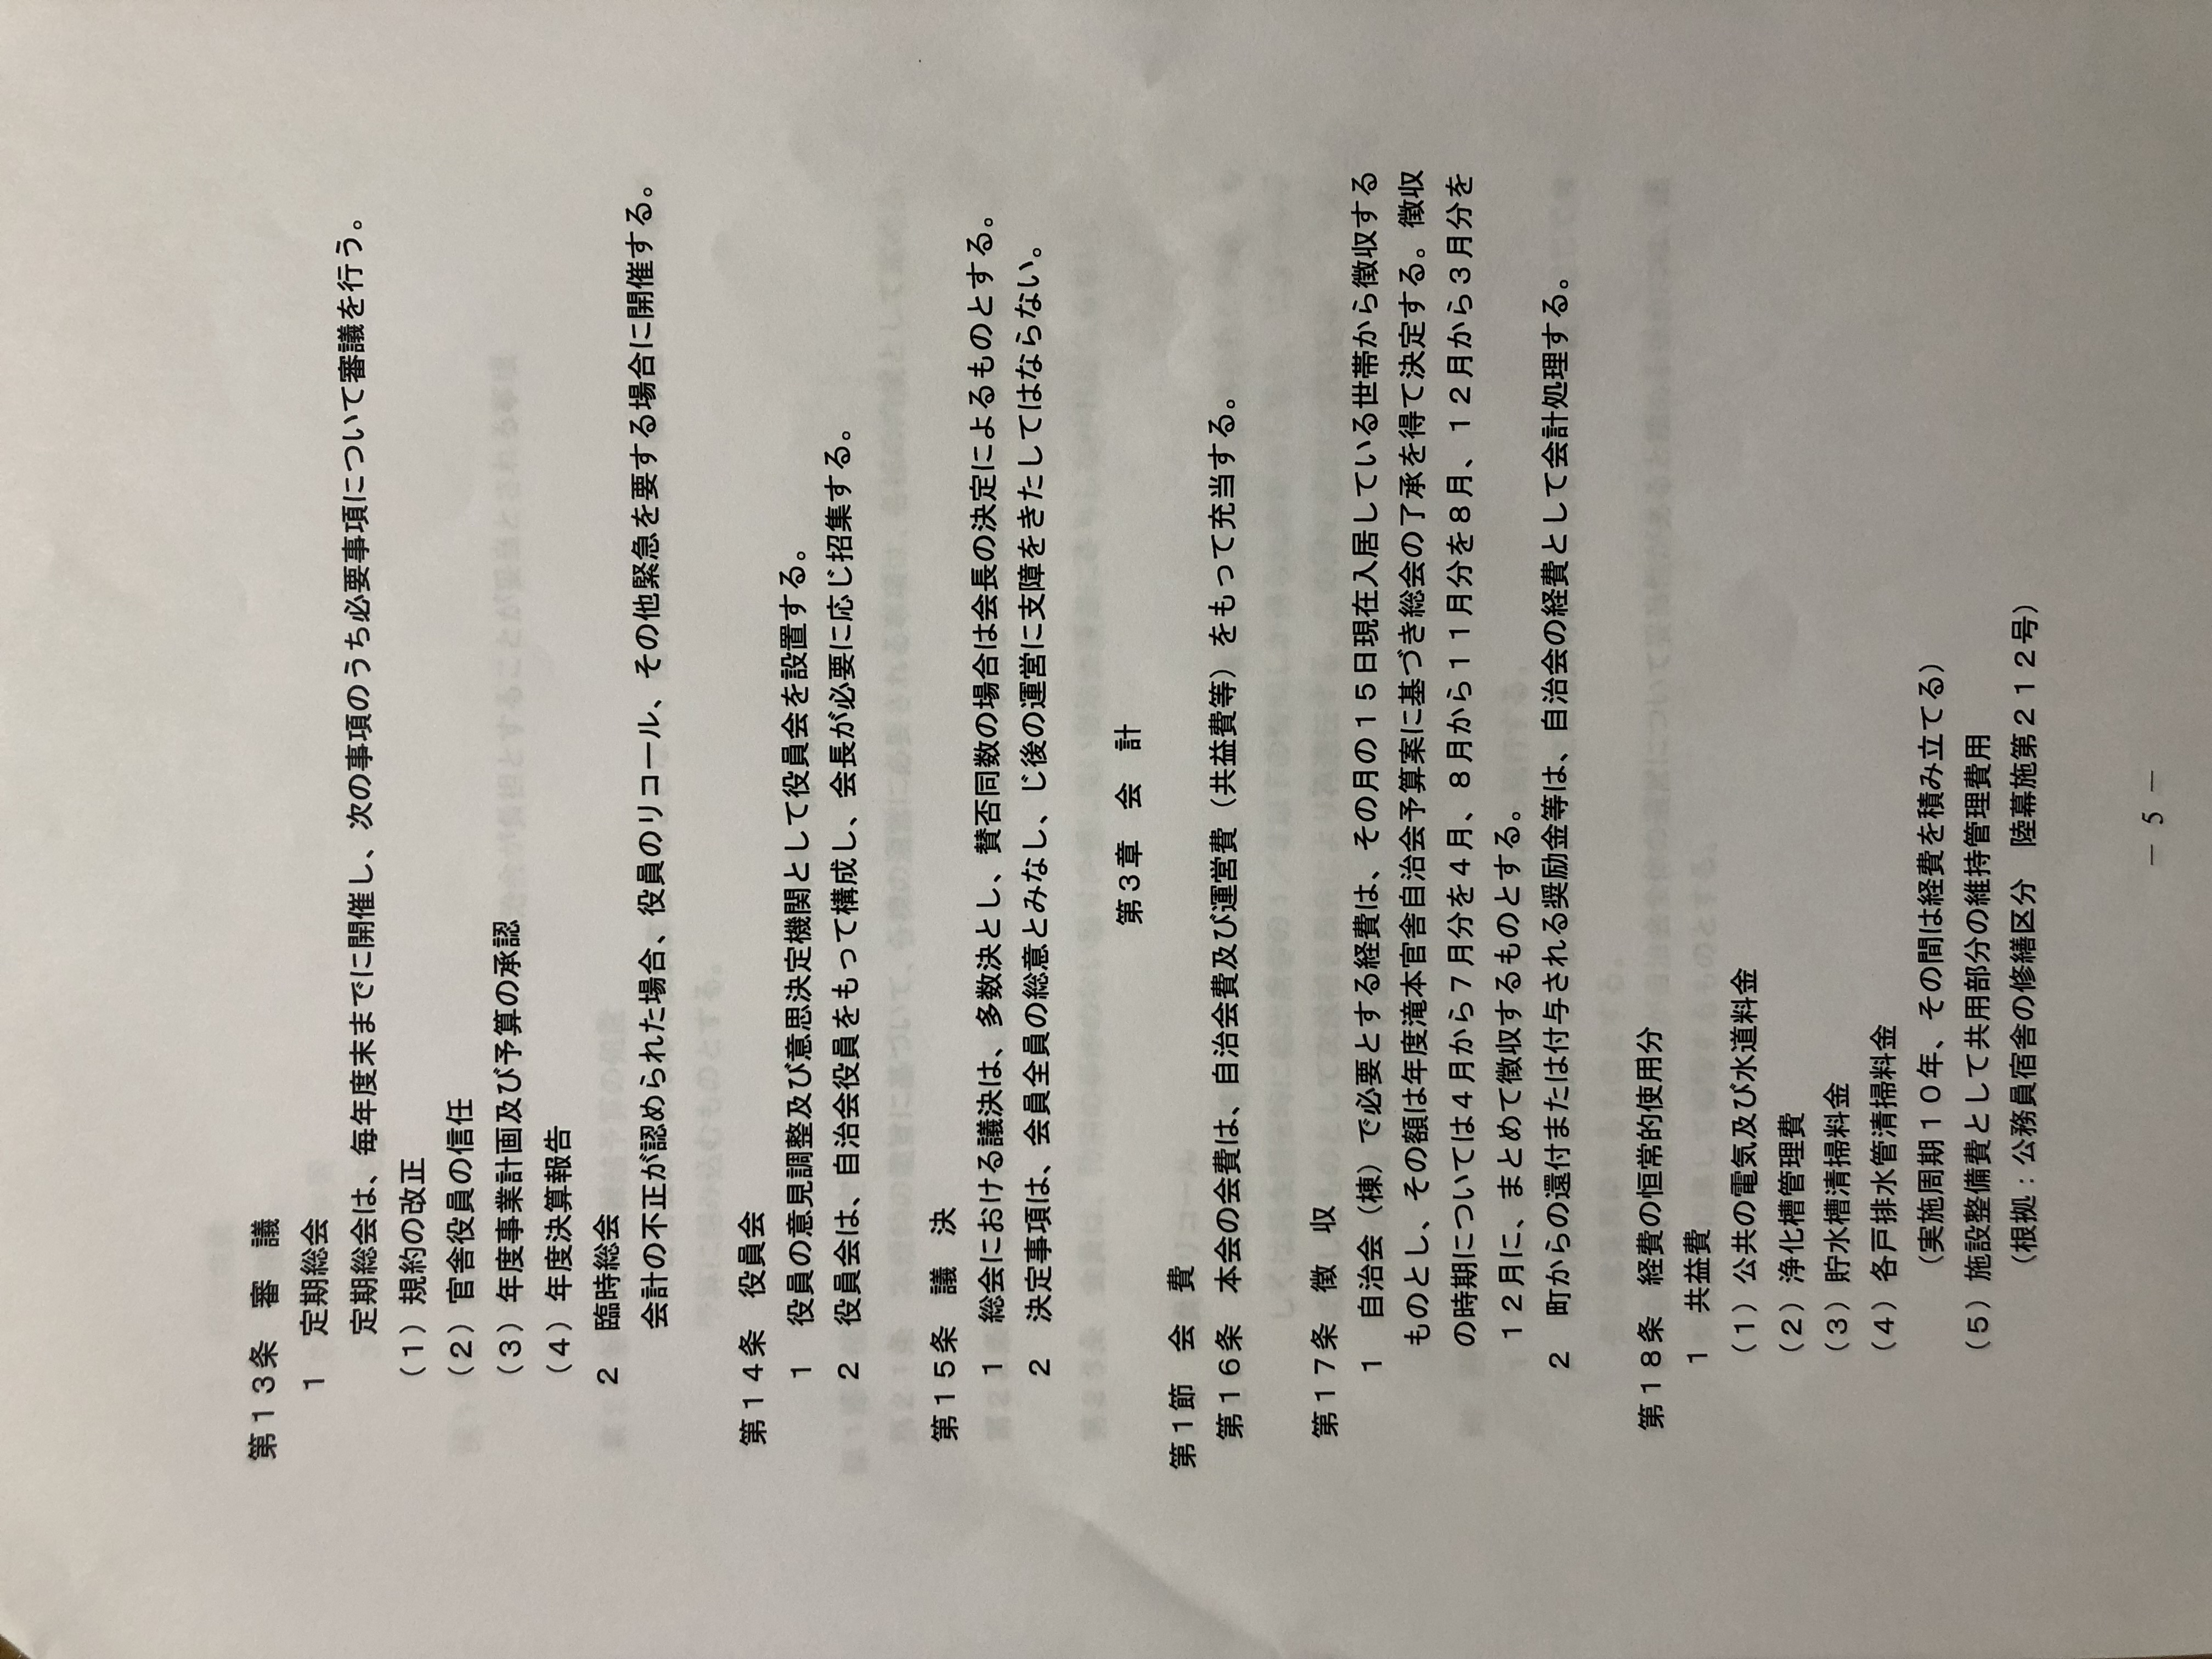 第１３条　審　議
１　定期総会
定期総会は、毎年度末までに開催し、次の事項のうち必要事項について審議を行う。
（１）規約の改正
（２）官舎役員の信任
（３）年度事業計画及び予算の承認
（４）年度決算報告
２　臨時総会
会計の不正が認められた場合、役員のリコール、その他緊急を要する場合に開催する。
第１４条　役員会
１　役員の意見調整及び意思決定機関として役員会を設置する。
２　役員会は、自治会役員をもって構成し、会長が必要に応じ招集する。
第１５条　議　決
１　総会における議決は、多数決とし、賛否同数の場合は会長の決定によるものとする。
２　決定事項は、会員全員の総意とみなし、じ後の運営に支障をきたしてはならない。
第３章　会　計
第１節　会　費
第１６条　本会の会費は、自治会費及び運営費（共益費等）をもって充当する。
第１７条　徴　収
１　自治会（棟）で必要とする経費は、その月の１５日現在入居している世帯から徴収する
ものとし、その額は年度滝本官舎自治会予算案に基づき総会の了承を得て決定する。徴収
の時期については４月から７月分を４月、８月から１１月分を８月、１２月から３月分を
１２月に、まとめて徴収するものとする。
２　町からの還付または付与される奨励金等は、自治会の経費として会計処理する。
第１８条　経費の恒常的使用分
１　共益費
（１）公共の電気及び水道料金
（２）浄化槽管理費
（３）貯水槽清掃料金
（４）各戸排水管清掃料金
（実施周期１０年、その間は経費を積み立てる）
（５）施設整備費として共用部分の維持管理費用
（根拠：公務員宿舎の修繕区分　陸幕施第２１２号）
― 5 ―